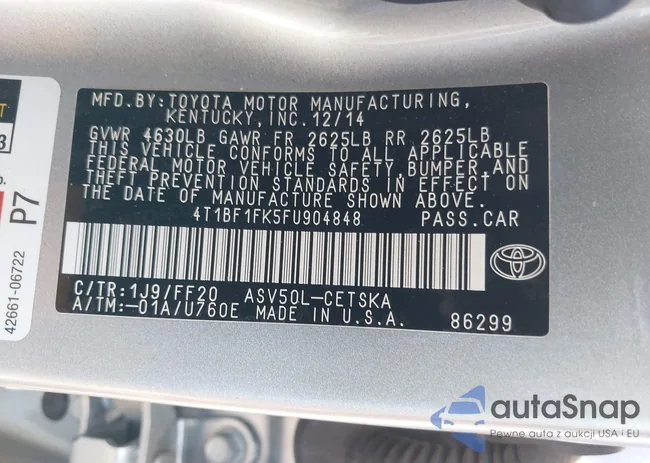 MFD.BY:TOYOTA MOTOR MANUFACTURING,
KENTUCKY, INC.12/14
GVWR 4630LB GAWR FR 2625LB RR 2625LB
THIS VEHICLE CONFORMS TO ALL APPLICABLE
FEDERAL MOTOR VEHICLE SAFETY,BUMPER,AND
THEFT PREVENTION STANDARDS IN EFFECT ON
THE DATE OF MANUFACTURE SHOWN ABOVE.
4T1BF1FK5FU904848 PASS.CAR
C/TR:1J9/FF20 ASV50L-CETSKA
A/TM:-01A/U760E MADE IN U.S.A. 86299
P7
42661-06722
autaSnap
Pewne auta z aukcji USA i EU